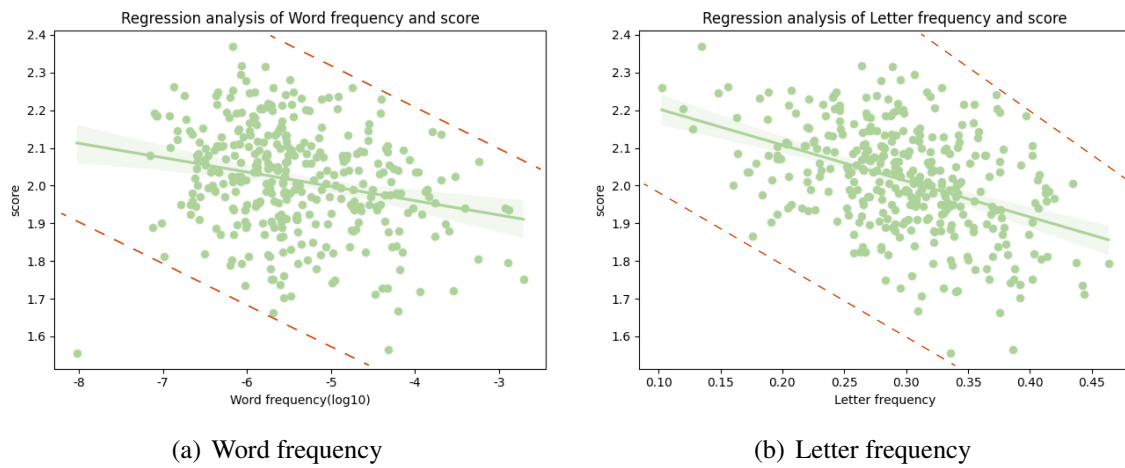 Regression analysis of Word frequency and score
2.4
2.3
2.2
2.1
2.0
1.9
1.8
1.7
1.6
score
-8 -7 -6 -5 -4 -3
Word frequency(log10)
(a) Word frequency
Regression analysis of Letter frequency and score
2.4
2.3
2.2
2.1
2.0
1.9
1.8
1.7
1.6
score
0.10 0.15 0.20 0.25 0.30 0.35 0.40 0.45
Letter frequency
(b) Letter frequency